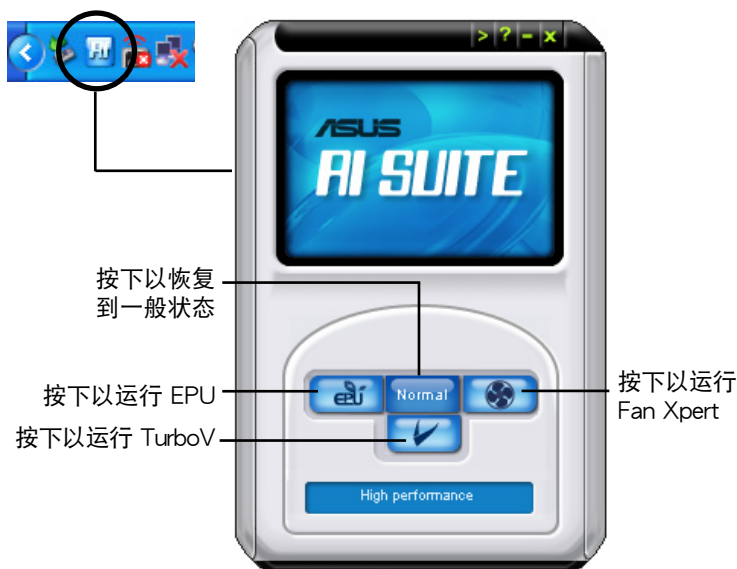 > ? - x
ASUS
AI SUITE
按下以恢复
到一般状态
按下以运行 EPU
EPU
Normal
按下以运行
Fan Xpert
按下以运行 TurboV
High performance